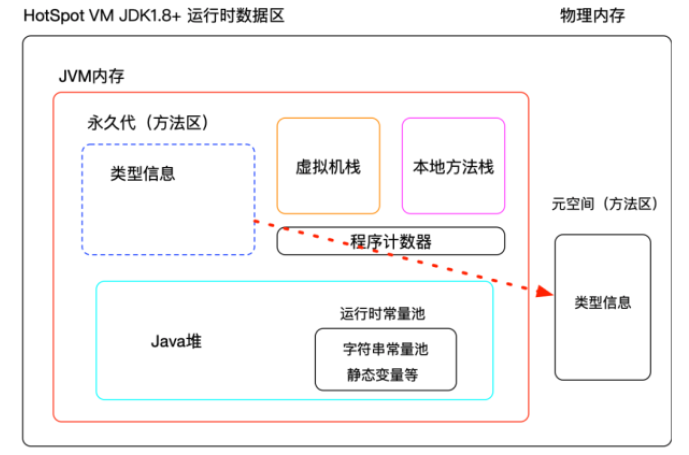 HotSpot VM JDK1.8+ 运行时数据区
物理内存
JVM内存
永久代（方法区）
类型信息
虚拟机栈
本地方法栈
程序计数器
元空间（方法区）
类型信息
Java堆
运行时常量池
字符串常量池
静态变量等